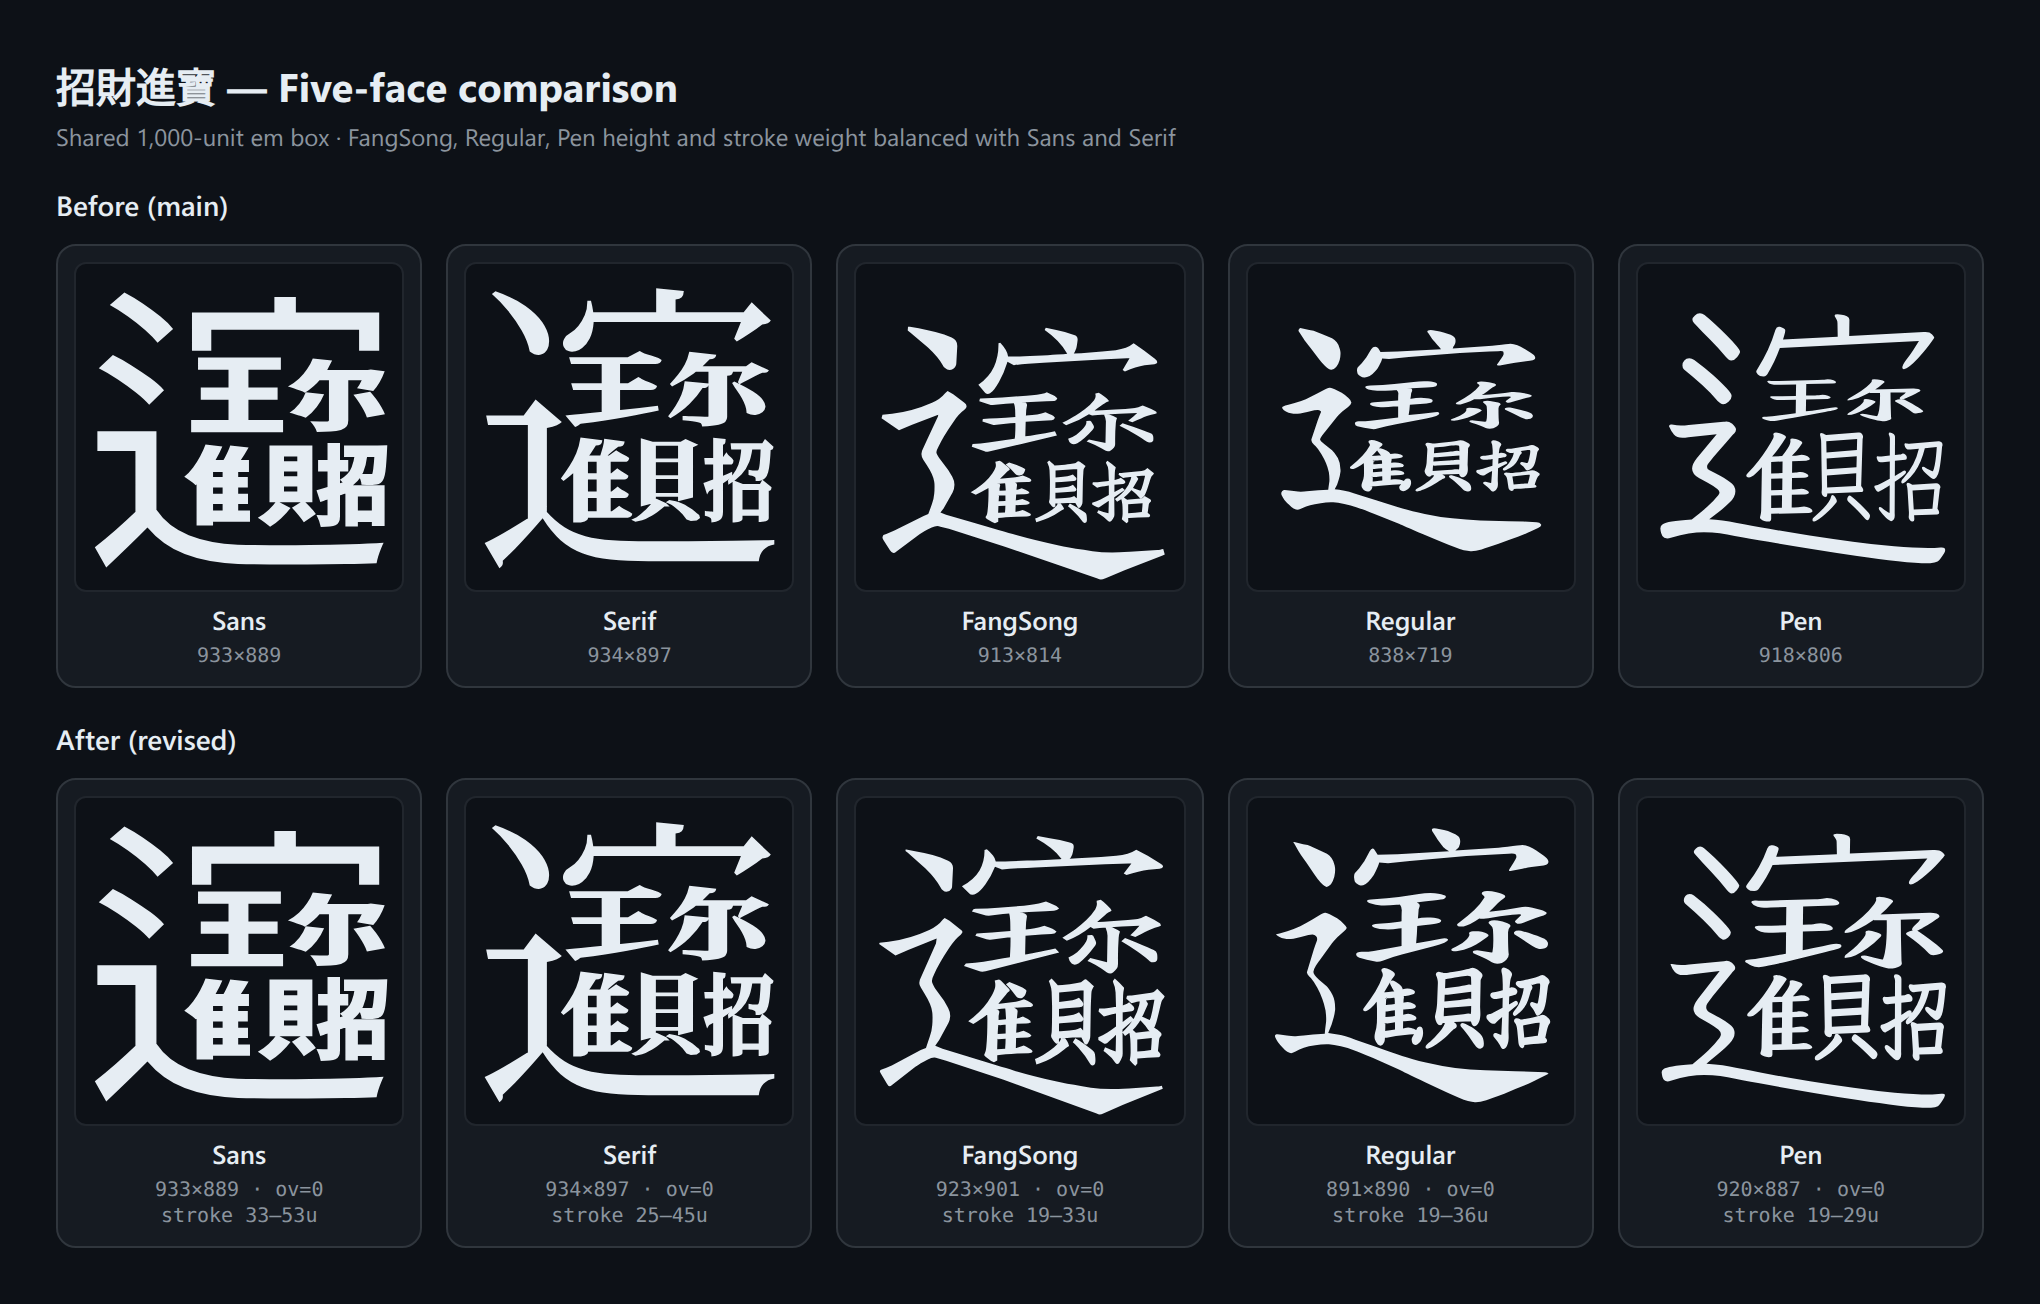 招財進寶 — Five-face comparison
Shared 1,000-unit em box · FangSong, Regular, Pen height and stroke weight balanced with Sans and Serif
Before (main)
Sans
933×889
Serif
934×897
FangSong
913×814
Regular
838×719
Pen
918×806
After (revised)
Sans
933×889 · ov=0
stroke 33–53u
Serif
934×897 · ov=0
stroke 25–45u
FangSong
923×901 · ov=0
stroke 19–33u
Regular
891×890 · ov=0
stroke 19–36u
Pen
920×887 · ov=0
stroke 19–29u